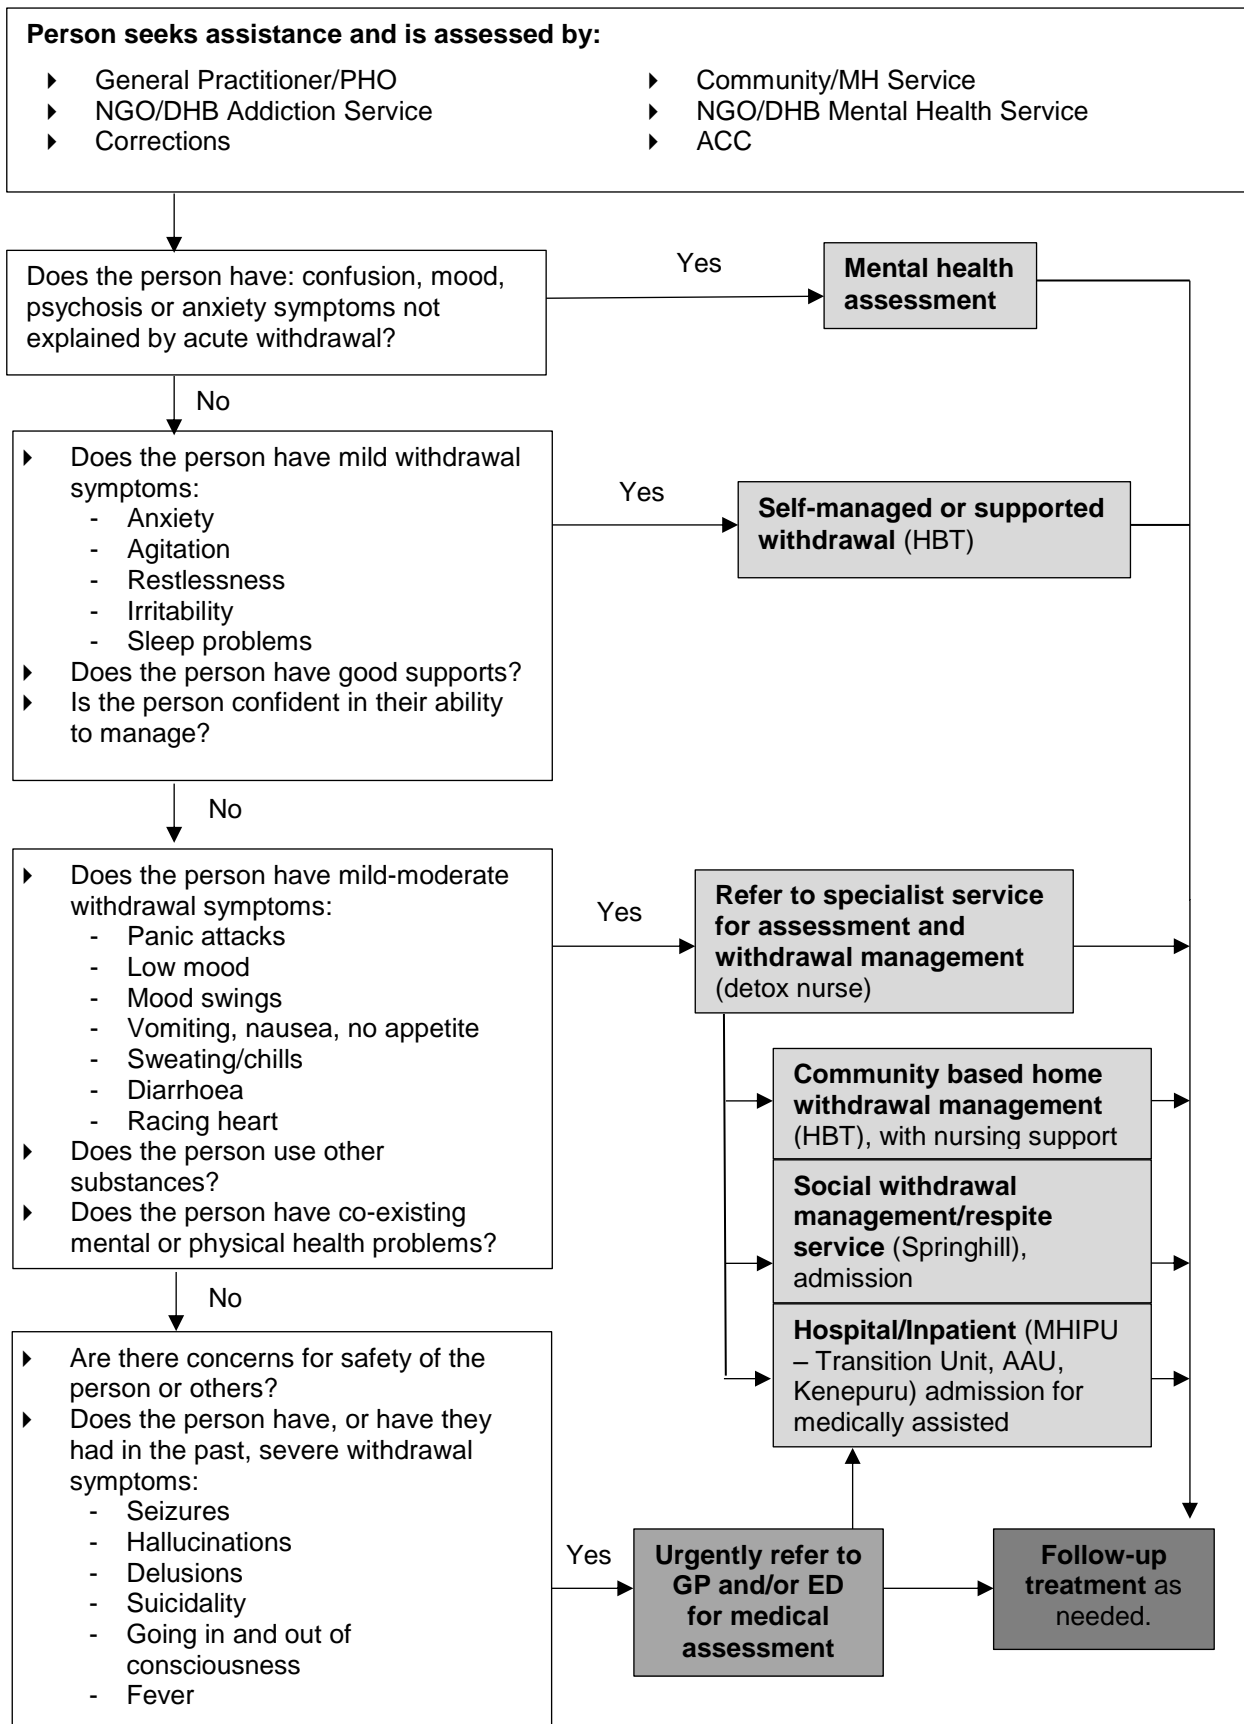 Person seeks assistance and is assessed by:
General Practitioner/PHO
NGO/DHB Addiction Service
Corrections
Community/MH Service
NGO/DHB Mental Health Service
ACC
Does the person have: confusion, mood,
psychosis or anxiety symptoms not
explained by acute withdrawal?
Yes
Mental health
assessment
No
Does the person have mild withdrawal
symptoms:
- Anxiety
- Agitation
- Restlessness
- Irritability
- Sleep problems
Does the person have good supports?
Is the person confident in their ability
to manage?
Yes
Self-managed or supported
withdrawal (HBT)
No
Does the person have mild-moderate
withdrawal symptoms:
- Panic attacks
- Low mood
- Mood swings
- Vomiting, nausea, no appetite
- Sweating/chills
- Diarrhoea
- Racing heart
Does the person use other
substances?
Does the person have co-existing
mental or physical health problems?
Yes
Refer to specialist service
for assessment and
withdrawal management
(detox nurse)
Community based home
withdrawal management
(HBT), with nursing support
Social withdrawal
management/respite
service (Springhill),
admission
Hospital/Inpatient (MHIPU
– Transition Unit, AAU,
Kenepuru) admission for
medically assisted
No
Are there concerns for safety of the
person or others?
Does the person have, or have they
had in the past, severe withdrawal
symptoms:
- Seizures
- Hallucinations
- Delusions
- Suicidality
- Going in and out of
consciousness
- Fever
Yes
Urgently refer to
GP and/or ED
for medical
assessment
Follow-up
treatment as
needed.